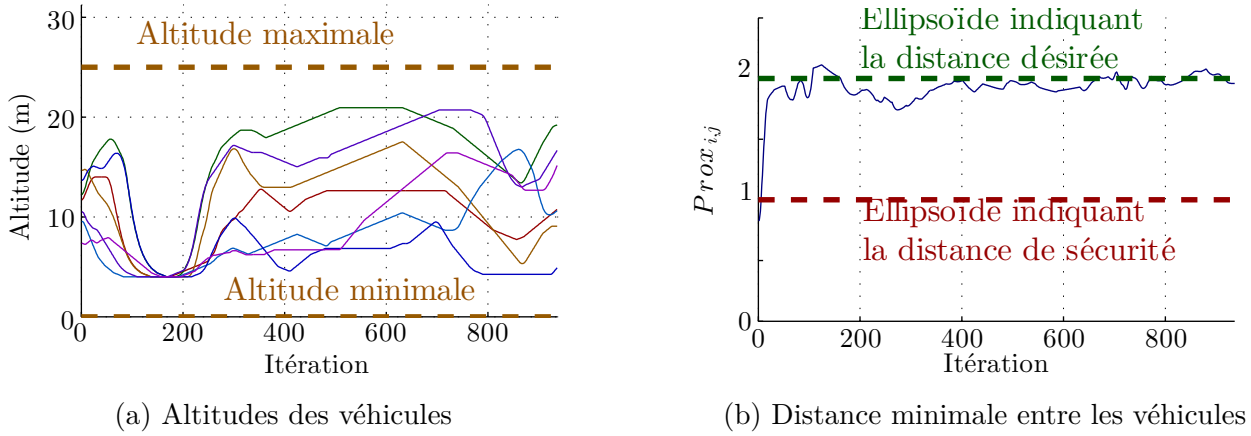 30
20
10
0
Altitude (m)
Altitude maximale
Altitude minimale
0 200 400 600 800
Itération
(a) Altitudes des véhicules
2
1
0
Prox i,j
Ellipsoïde indiquant
la distance désirée
Ellipsoïde indiquant
la distance de sécurité
0 200 400 600 800
Itération
(b) Distance minimale entre les véhicules